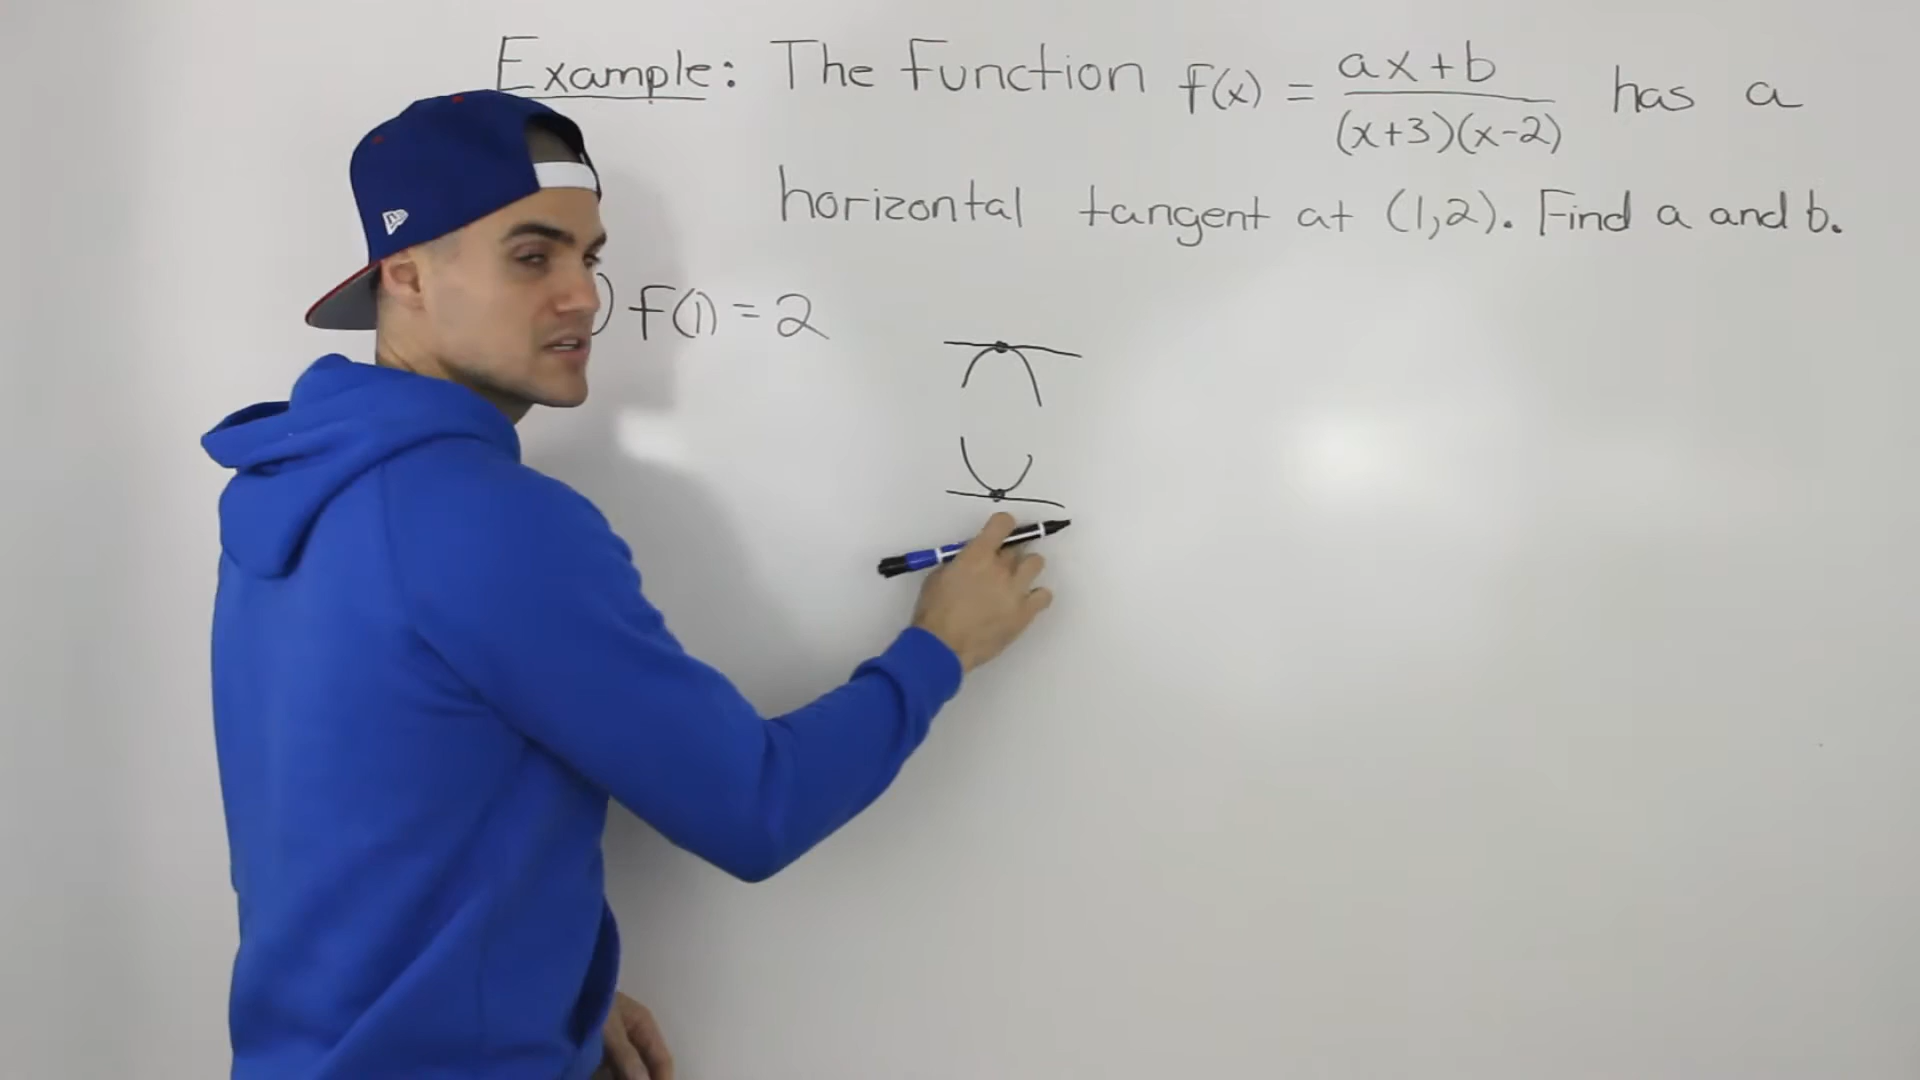 Example: The function f(x) = ax+b / (x+3)(x-2) has a
horizontal tangent at (1,2). Find a and b.
) f(1) = 2